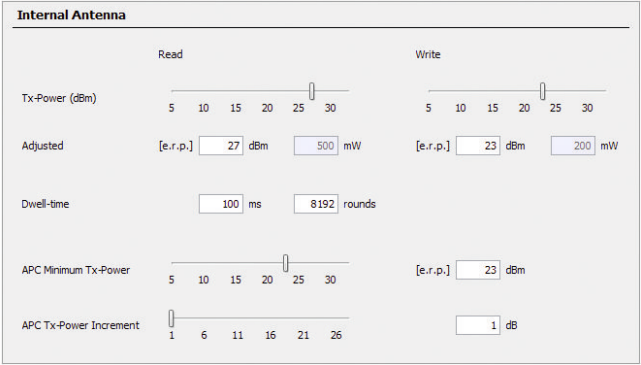 Internal Antenna
Read Write
Tx-Power (dBm)
5 10 15 20 25 30 5 10 15 20 25 30
Adjusted [e.r.p.] 27 dBm 500 mW [e.r.p.] 23 dBm 200 mW
Dwell-time 100 ms 8192 rounds
APC Minimum Tx-Power [e.r.p.] 23 dBm
5 10 15 20 25 30
APC Tx-Power Increment 1 dB
1 6 11 16 21 26